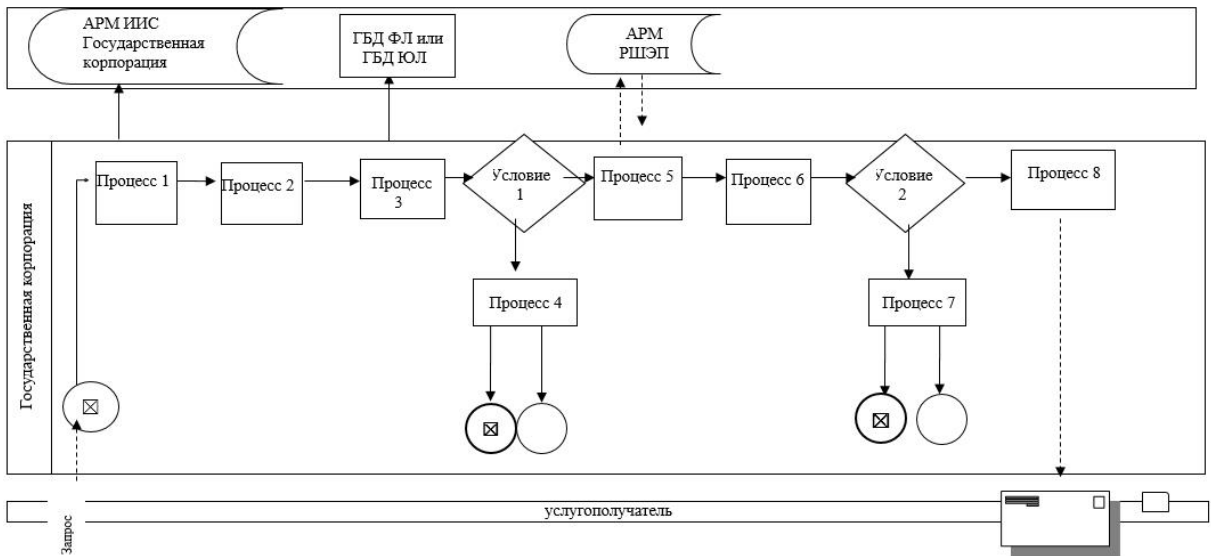 АРМ ИИС
Государственная
корпорация
ГБД ФЛ или
ГБД ЮЛ
АРМ
РШЭП
Государственная корпорация
Процесс 1
Процесс 2
Процесс
3
Условие
1
Процесс 5
Процесс 6
Условие
2
Процесс 8
Процесс 4
Процесс 7
Запрос
услугополучатель